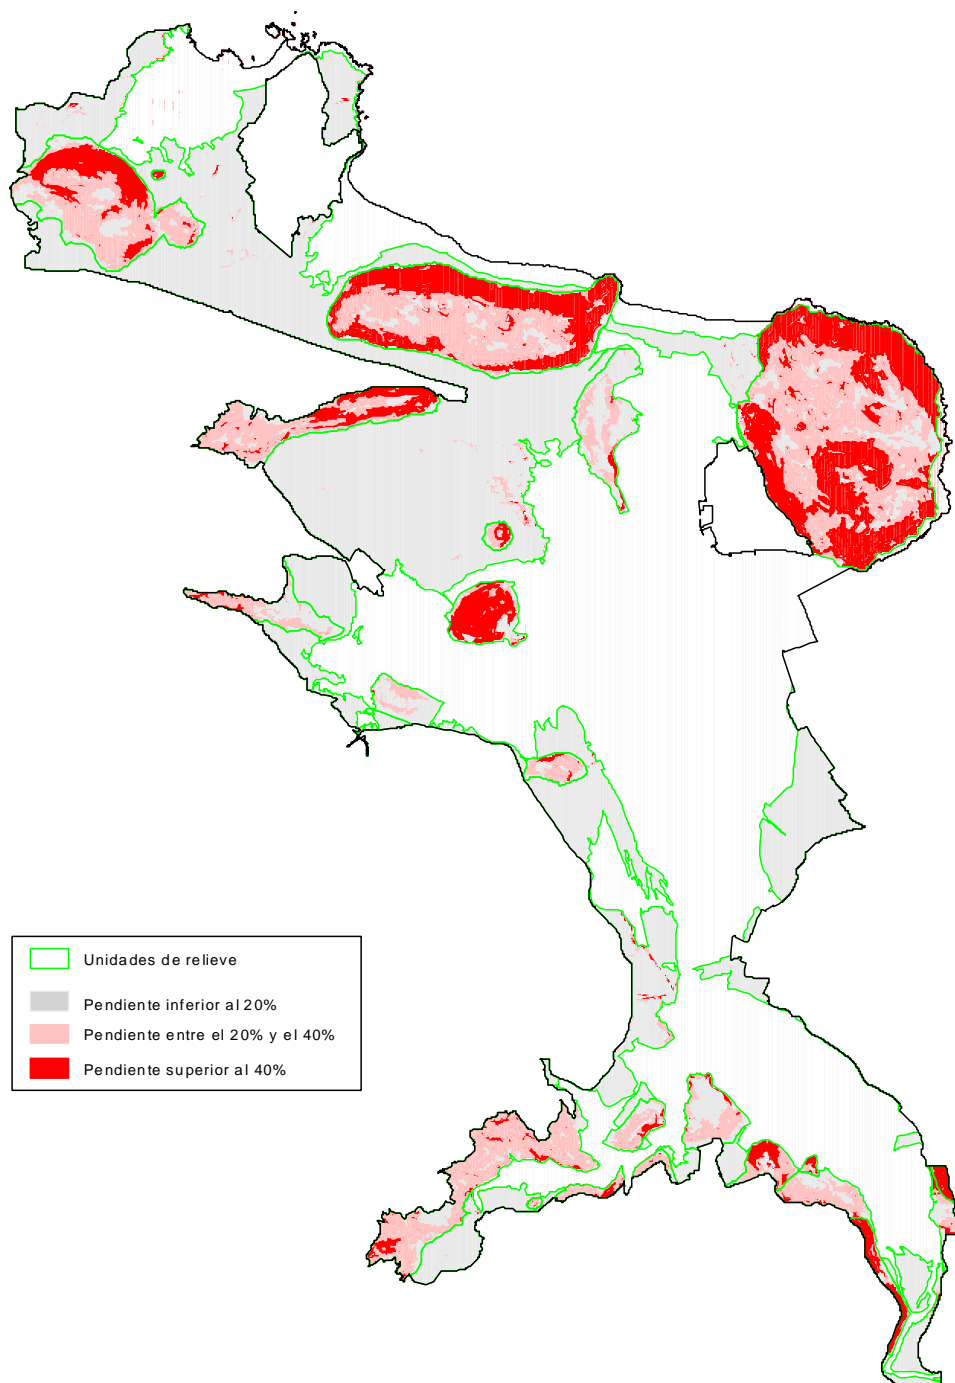 Unidades de relieve
Pendiente inferior al 20%
Pendiente entre el 20% y el 40%
Pendiente superior al 40%